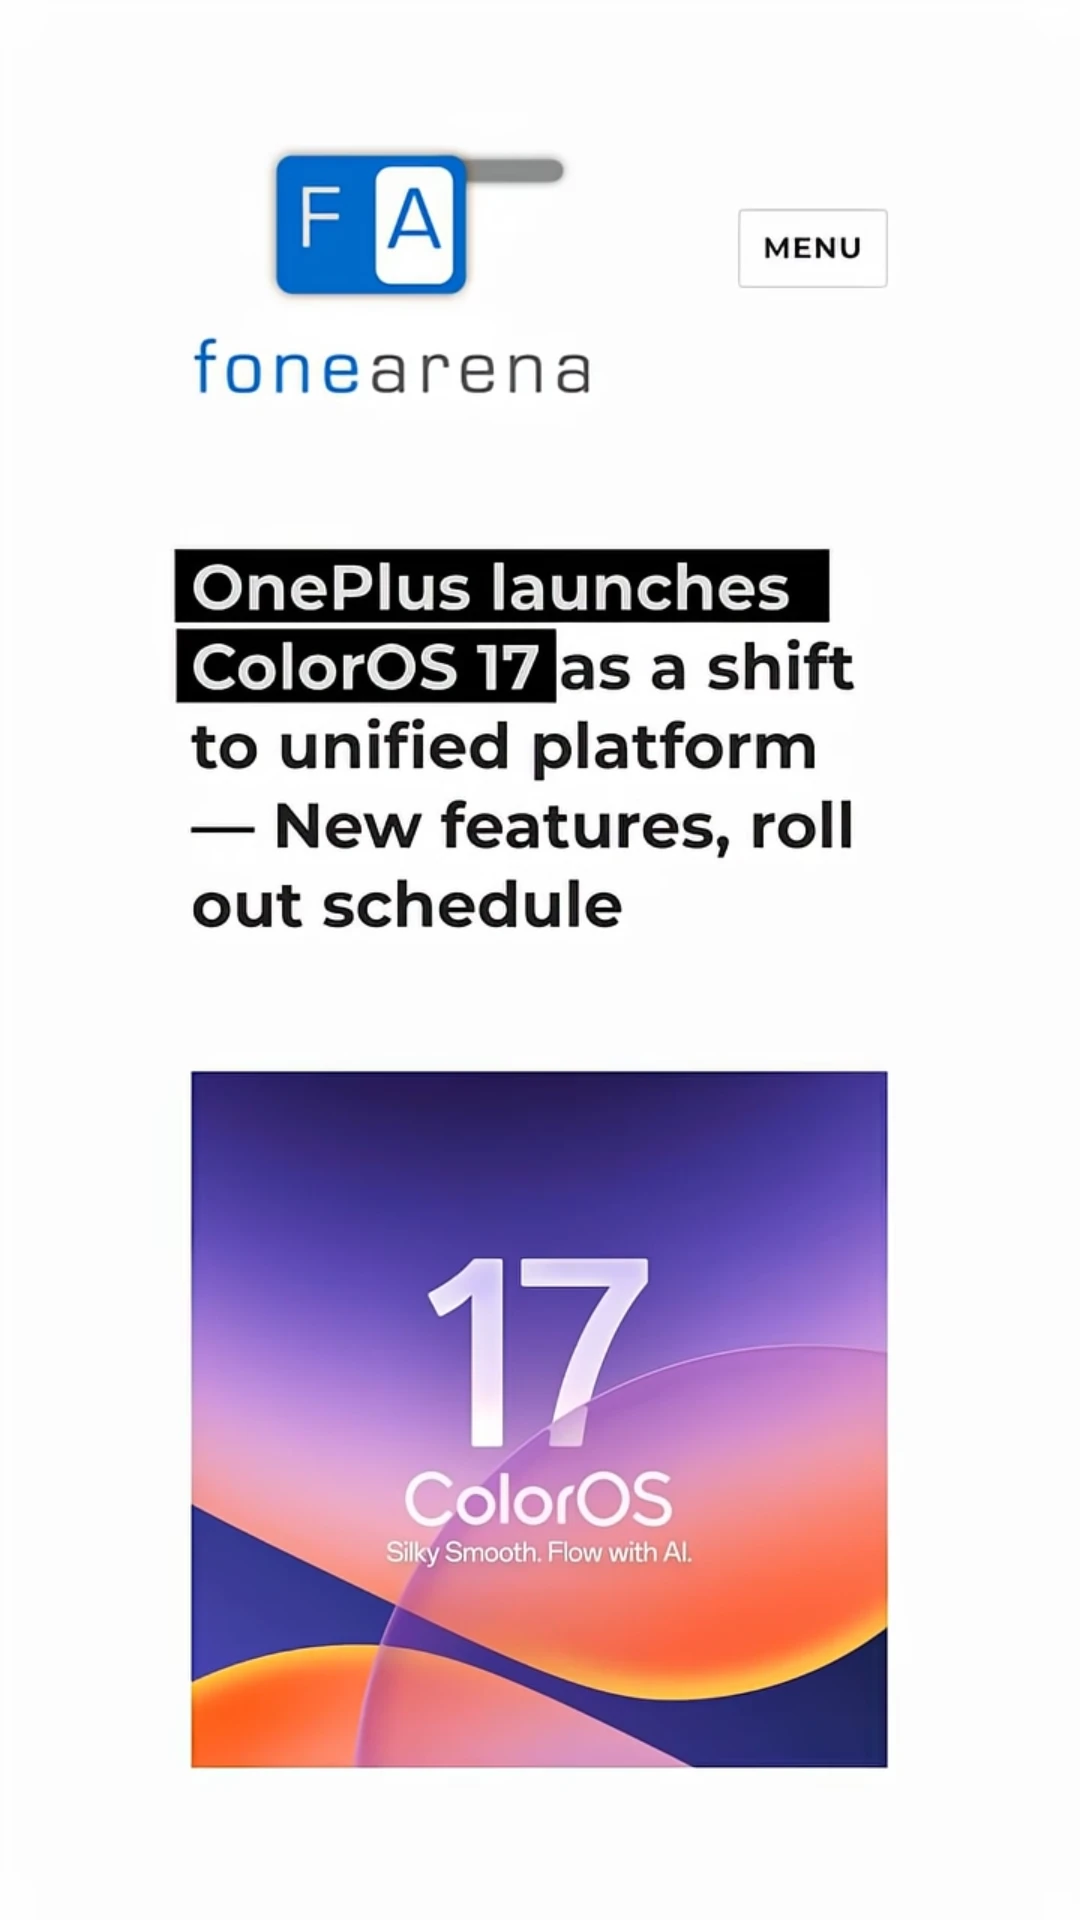 F A
MENU
fonearena
OnePlus launches
ColorOS 17 as a shift
to unified platform
— New features, roll
out schedule
17
ColorOS
Silky Smooth. Flow with AI.